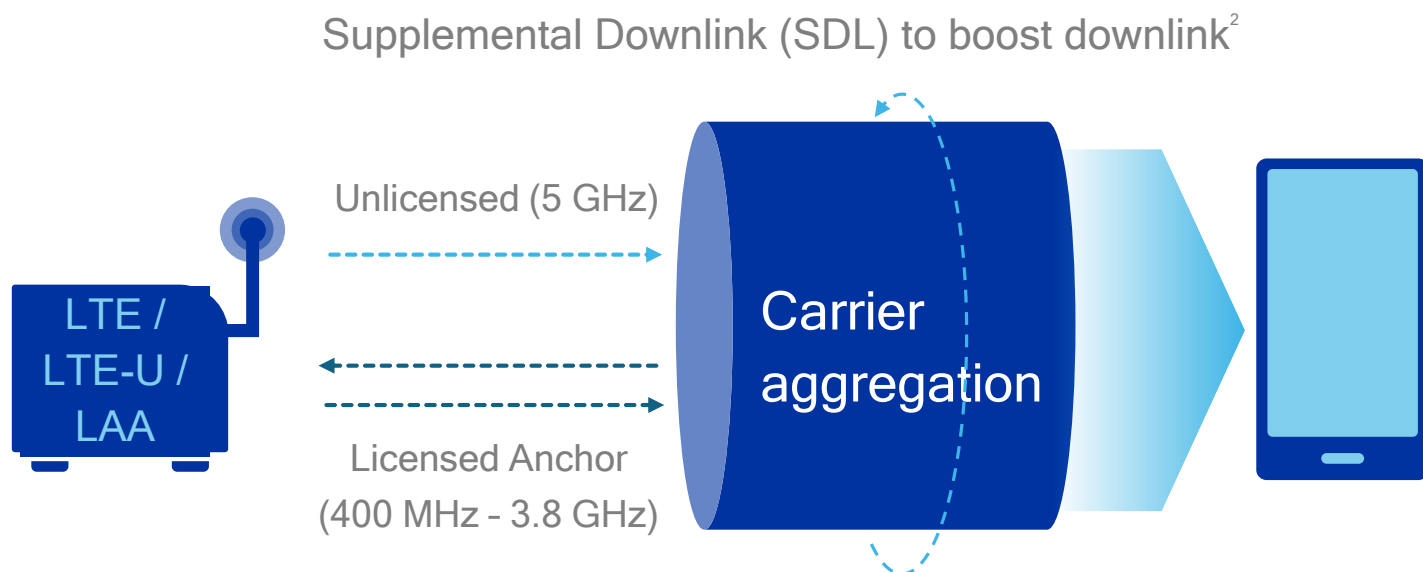 Supplemental Downlink (SDL) to boost downlink²
Unlicensed (5 GHz)
LTE /
LTE-U /
LAA
Carrier
aggregation
Licensed Anchor
(400 MHz - 3.8 GHz)